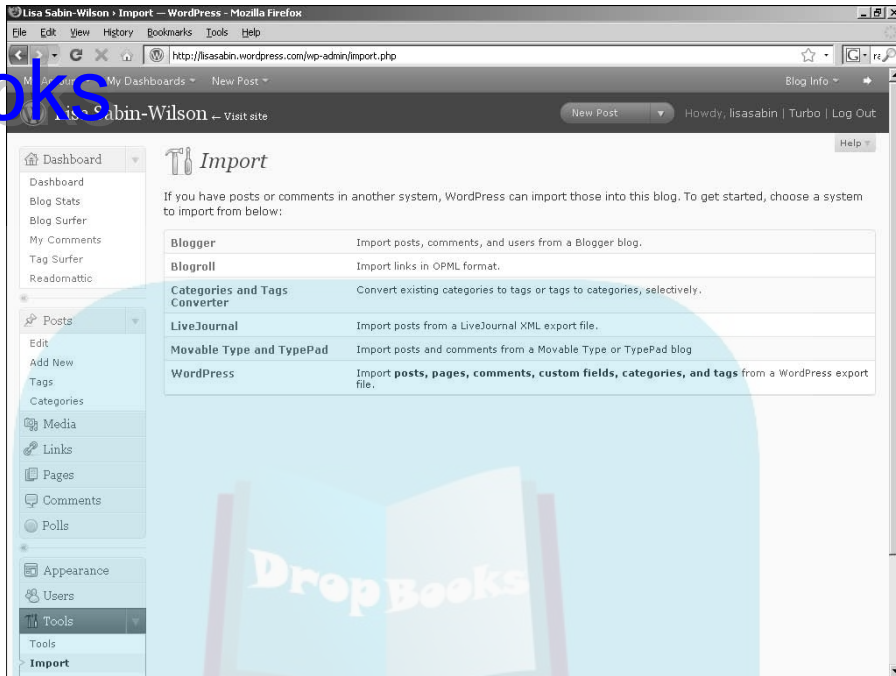 Lisa Sabin-Wilson › Import — WordPress - Mozilla Firefox
File Edit View History Bookmarks Tools Help
http://lisasabin.wordpress.com/wp-admin/import.php
My Account My Dashboards New Post Blog Info
oks
Lisa Sabin-Wilson ← Visit site New Post Howdy, lisasabin | Turbo | Log Out
Help
Dashboard
Dashboard
Blog Stats
Blog Surfer
My Comments
Tag Surfer
Readomattic
Posts
Edit
Add New
Tags
Categories
Media
Links
Pages
Comments
Polls
Appearance
Users
Tools
Tools
Import
Import
If you have posts or comments in another system, WordPress can import those into this blog. To get started, choose a system
to import from below:
Blogger Import posts, comments, and users from a Blogger blog.
Blogroll Import links in OPML format.
Categories and Tags Convert existing categories to tags or tags to categories, selectively.
Converter
LiveJournal Import posts from a LiveJournal XML export file.
Movable Type and TypePad Import posts and comments from a Movable Type or TypePad blog
WordPress Import posts, pages, comments, custom fields, categories, and tags from a WordPress export
file.
DropBooks